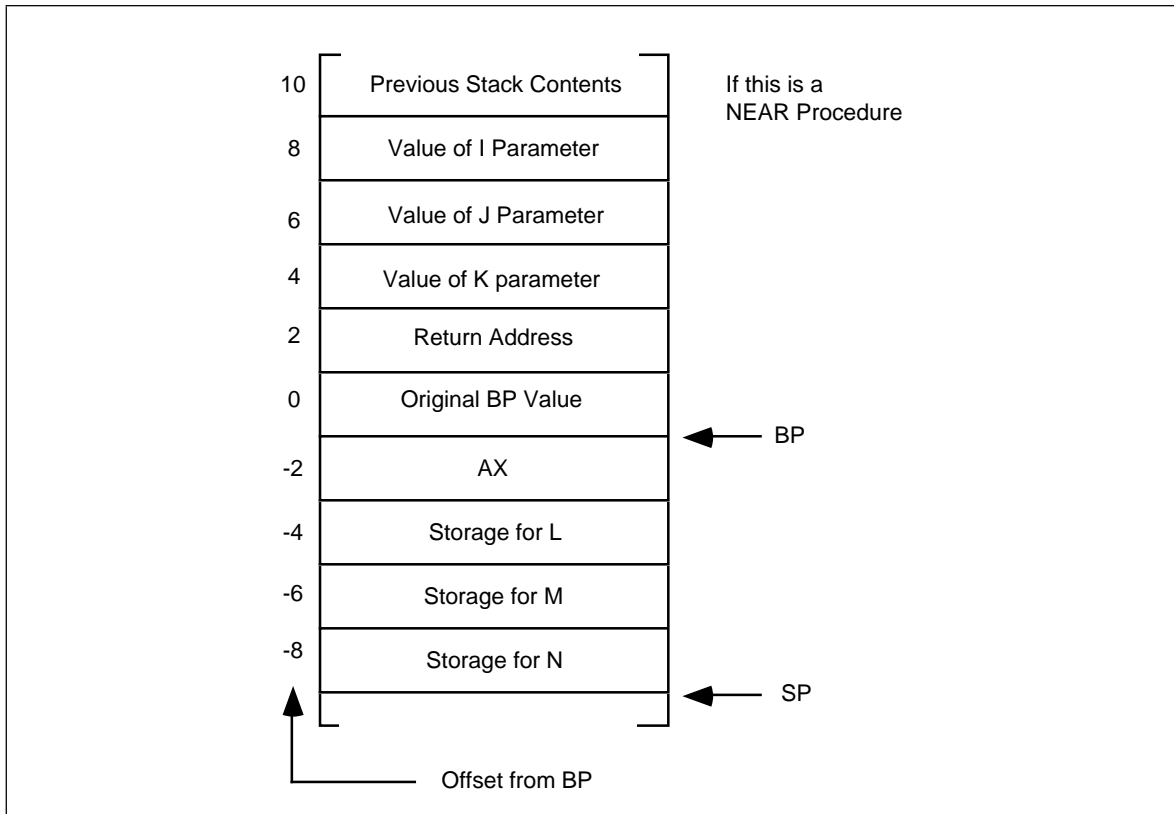 10 Previous Stack Contents If this is a
NEAR Procedure
8 Value of I Parameter
6 Value of J Parameter
4 Value of K parameter
2 Return Address
0 Original BP Value
BP
-2 AX
-4 Storage for L
-6 Storage for M
-8 Storage for N
SP
Offset from BP